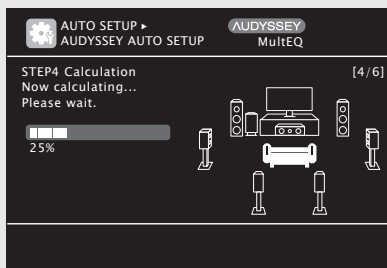 AUTO SETUP ▸
AUDYSSEY AUTO SETUP
AUDYSSEY
MultEQ
STEP4 Calculation
[4/6]
Now calculating...
Please wait.
25%